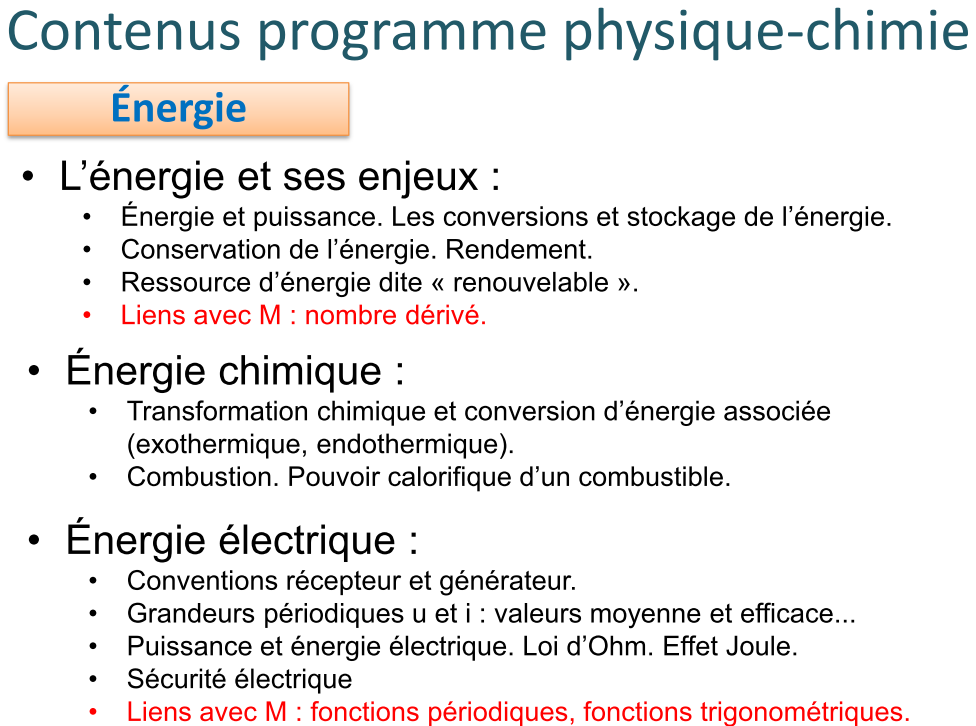 Contenus programme physique-chimie
Énergie
• L’énergie et ses enjeux :
• Énergie et puissance. Les conversions et stockage de l’énergie.
• Conservation de l’énergie. Rendement.
• Ressource d’énergie dite « renouvelable ».
• Liens avec M : nombre dérivé.
• Énergie chimique :
• Transformation chimique et conversion d’énergie associée
(exothermique, endothermique).
• Combustion. Pouvoir calorifique d’un combustible.
• Énergie électrique :
• Conventions récepteur et générateur.
• Grandeurs périodiques u et i : valeurs moyenne et efficace...
• Puissance et énergie électrique. Loi d’Ohm. Effet Joule.
• Sécurité électrique
• Liens avec M : fonctions périodiques, fonctions trigonométriques.